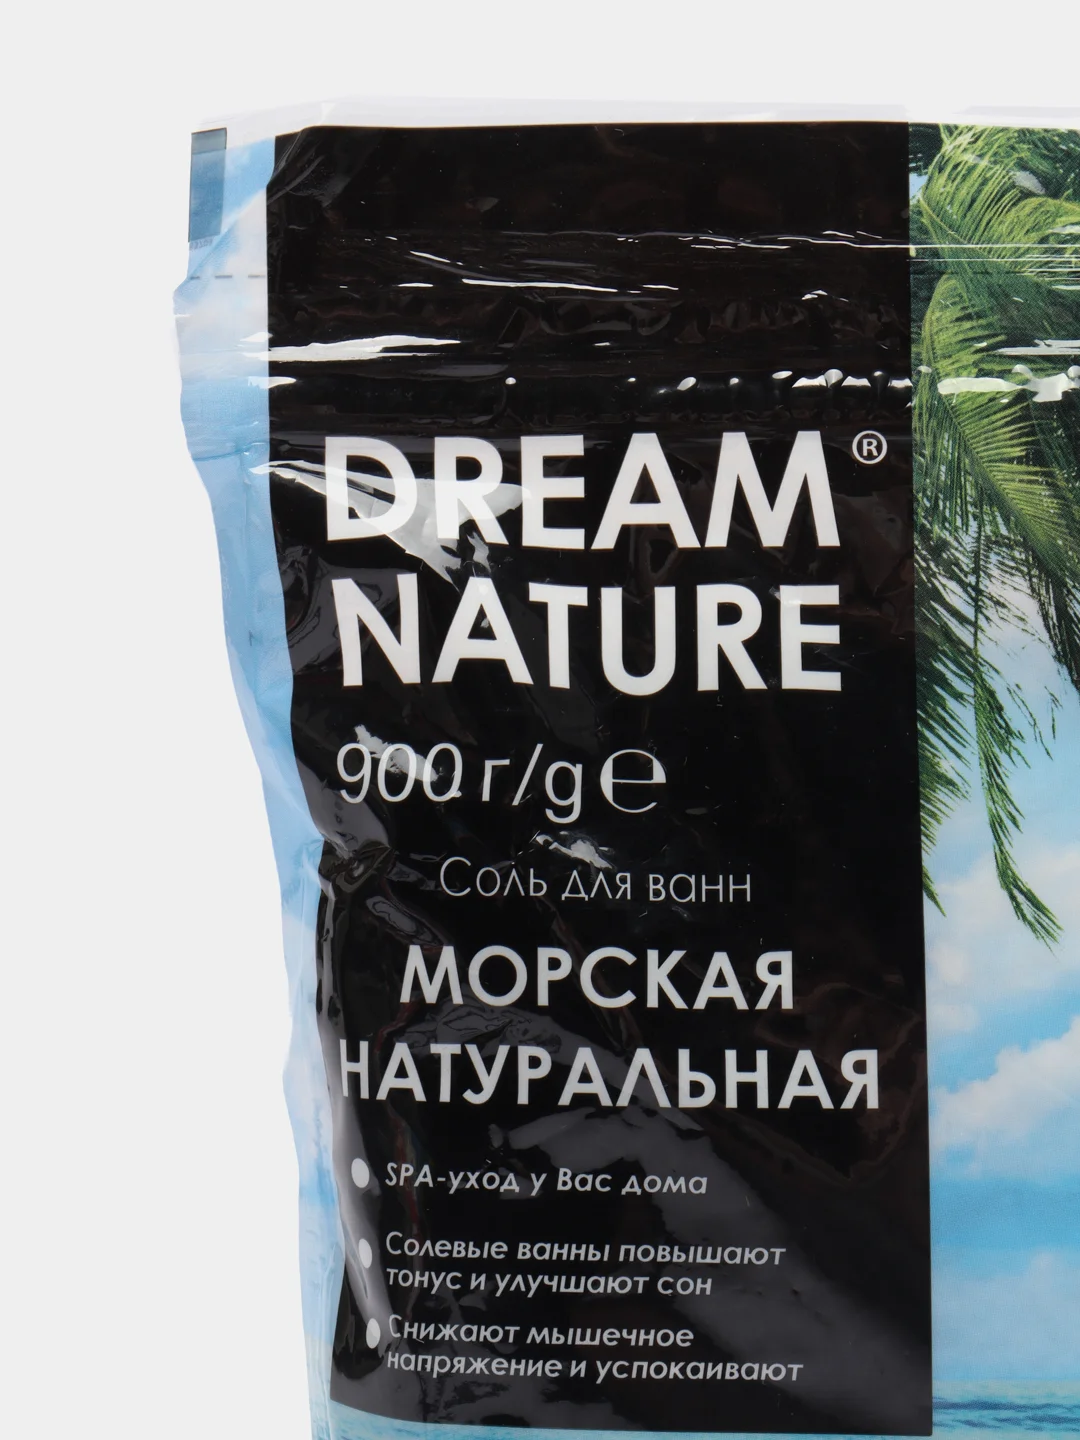 DREAM®
NATURE
900 г/g ℮
Соль для ванн
МОРСКАЯ
НАТУРАЛЬНАЯ
● SPA-уход у Вас дома
● Солевые ванны повышают
тонус и улучшают сон
● Снижают мышечное
напряжение и успокаивают